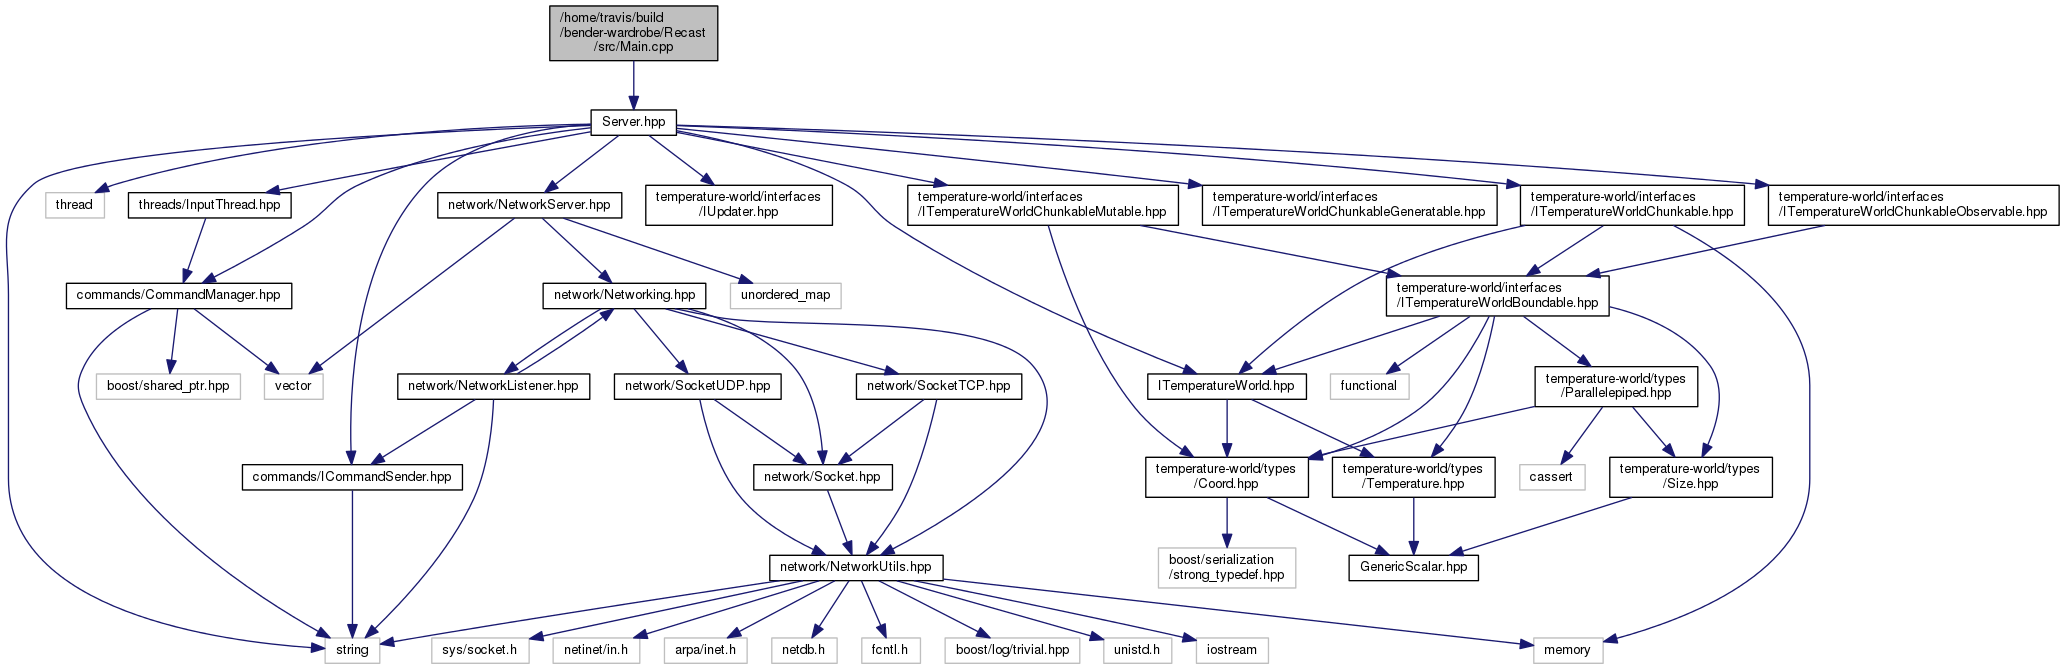 /home/travis/build
/bender-wardrobe/Recast
/src/Main.cpp
Server.hpp
thread
threads/InputThread.hpp
network/NetworkServer.hpp
temperature-world/interfaces
/IUpdater.hpp
temperature-world/interfaces
/ITemperatureWorldChunkableMutable.hpp
temperature-world/interfaces
/ITemperatureWorldChunkableGeneratable.hpp
temperature-world/interfaces
/ITemperatureWorldChunkable.hpp
temperature-world/interfaces
/ITemperatureWorldChunkableObservable.hpp
commands/CommandManager.hpp
network/Networking.hpp
unordered_map
temperature-world/interfaces
/ITemperatureWorldBoundable.hpp
boost/shared_ptr.hpp
vector
network/NetworkListener.hpp
network/SocketUDP.hpp
network/SocketTCP.hpp
ITemperatureWorld.hpp
functional
temperature-world/types
/Parallelepiped.hpp
commands/ICommandSender.hpp
network/Socket.hpp
temperature-world/types
/Coord.hpp
temperature-world/types
/Temperature.hpp
cassert
temperature-world/types
/Size.hpp
network/NetworkUtils.hpp
boost/serialization
/strong_typedef.hpp
GenericScalar.hpp
string
sys/socket.h
netinet/in.h
arpa/inet.h
netdb.h
fcntl.h
boost/log/trivial.hpp
unistd.h
iostream
memory